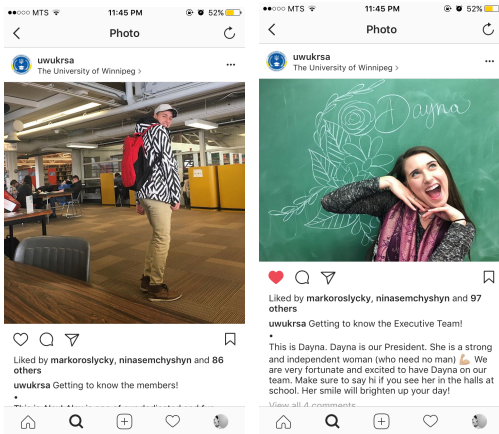 MTS 11:45 PM 52%
Photo
uwukrsa
The University of Winnipeg >
Liked by markoroslycky, ninasemchyshyn and 86
others
uwukrsa Getting to know the members!
•
MTS 11:45 PM 52%
Photo
uwukrsa
The University of Winnipeg >
Dayna
Liked by markoroslycky, ninasemchyshyn and 97
others
uwukrsa Getting to know the Executive Team!
•
This is Dayna. Dayna is our President. She is a strong
and independent woman (who need no man) 💪🏼 We
are very fortunate and excited to have Dayna on our
team. Make sure to say hi if you see her in the halls at
school. Her smile will brighten up your day!
View all 4 comments